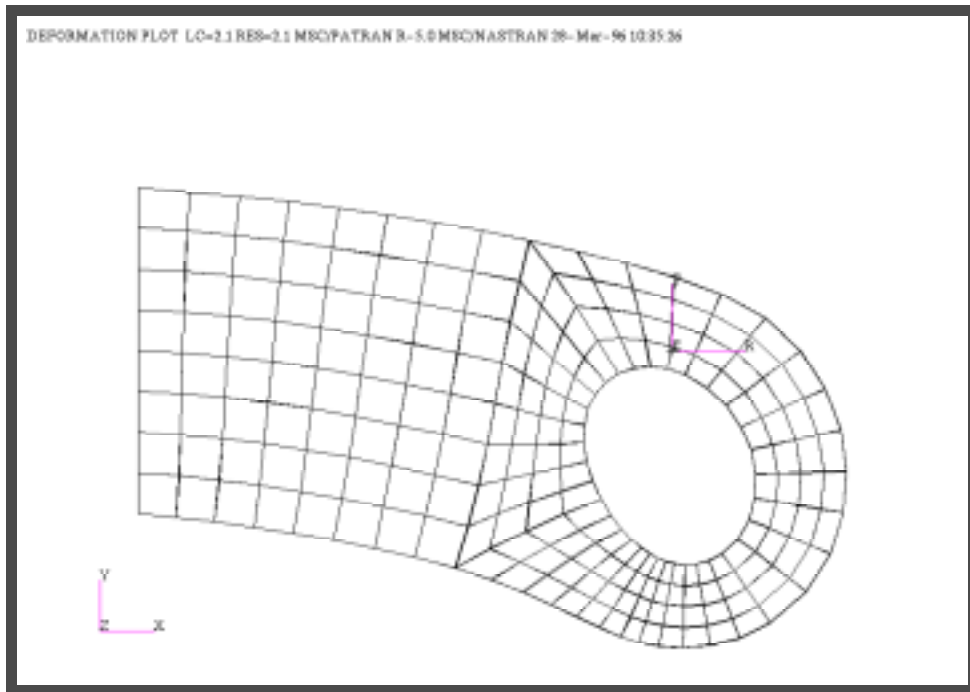 DEFORMATION PLOT LC=2.1 RES=2.1 MSC/PATRAN R-5.0 MSC/NASTRAN 28-Mar-96 10:35:26
R
Y
Z X